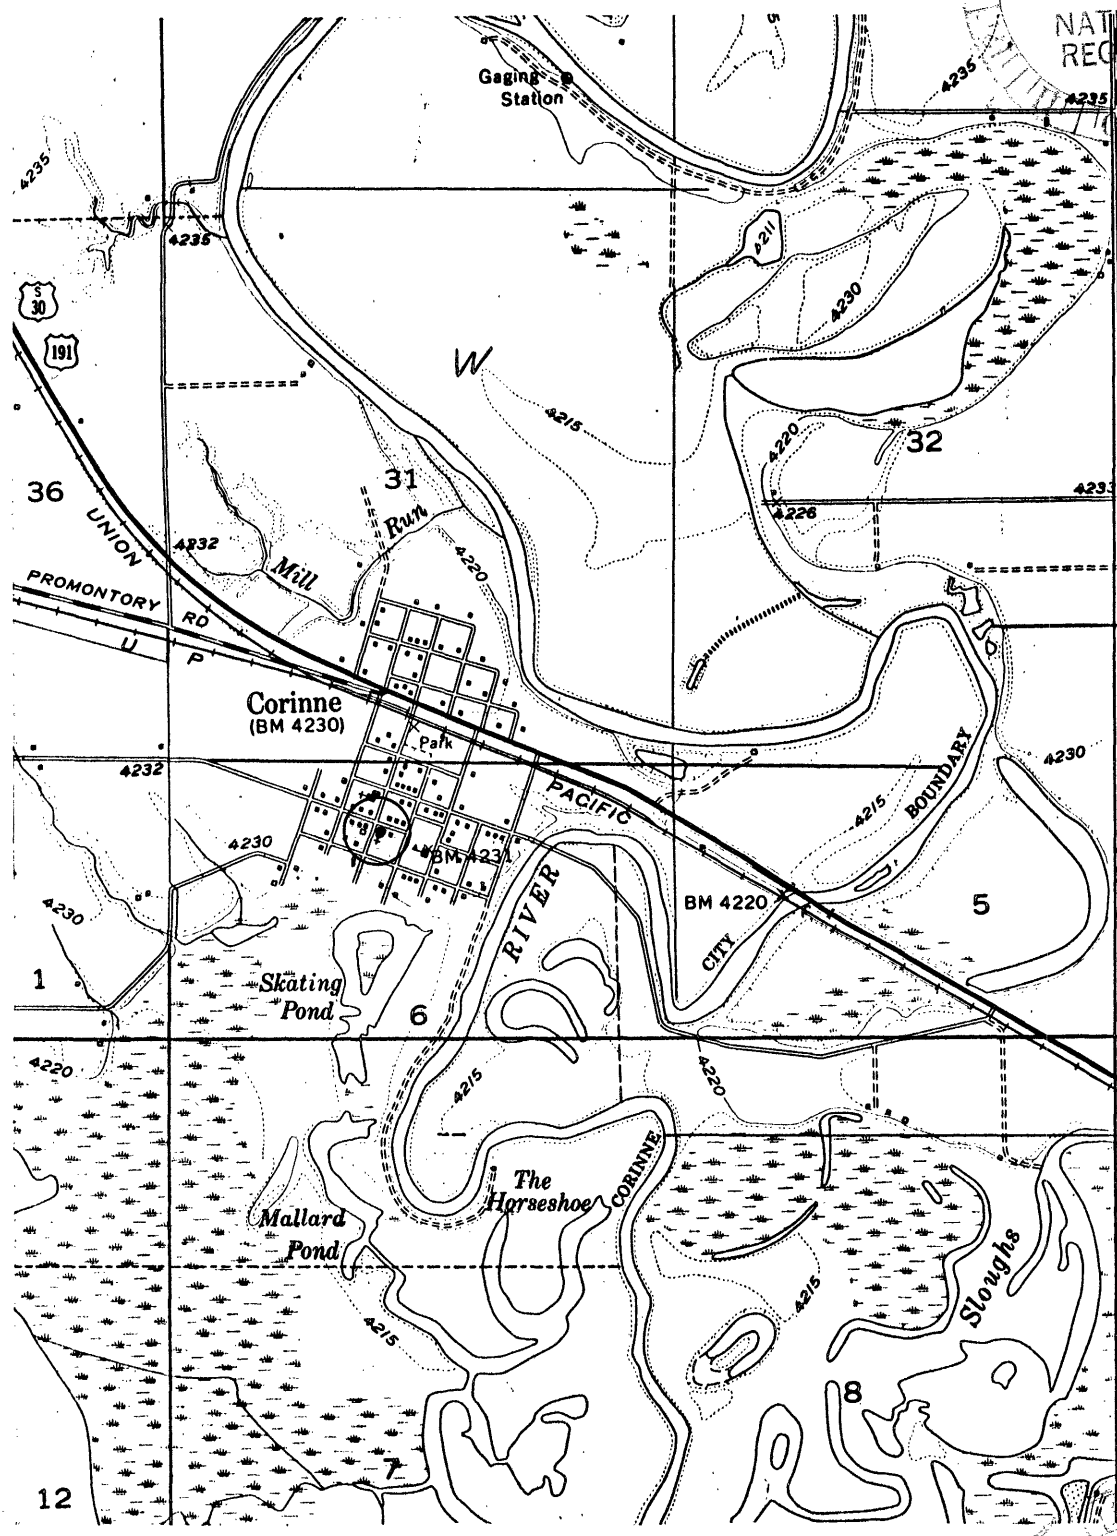 NAT
REG
Gaging
Station
4235
4235
4235
4235
4211
S
30
191
4230
W
4215
4220
32
31
36
4233
4226
Run
UNION
4232
4220
Mill
PROMONTORY RD
U P
Corinne
(BM 4230)
Park
4232
PACIFIC
BOUNDARY
4230
4215
4230
BM 4231
RIVER
BM 4220
5
4230
CITY
1
Skating
Pond
6
4220
4215
4220
The
Horseshoe
CORINNE
Mallard
Pond
Sloughs
4215
4215
8
7
12